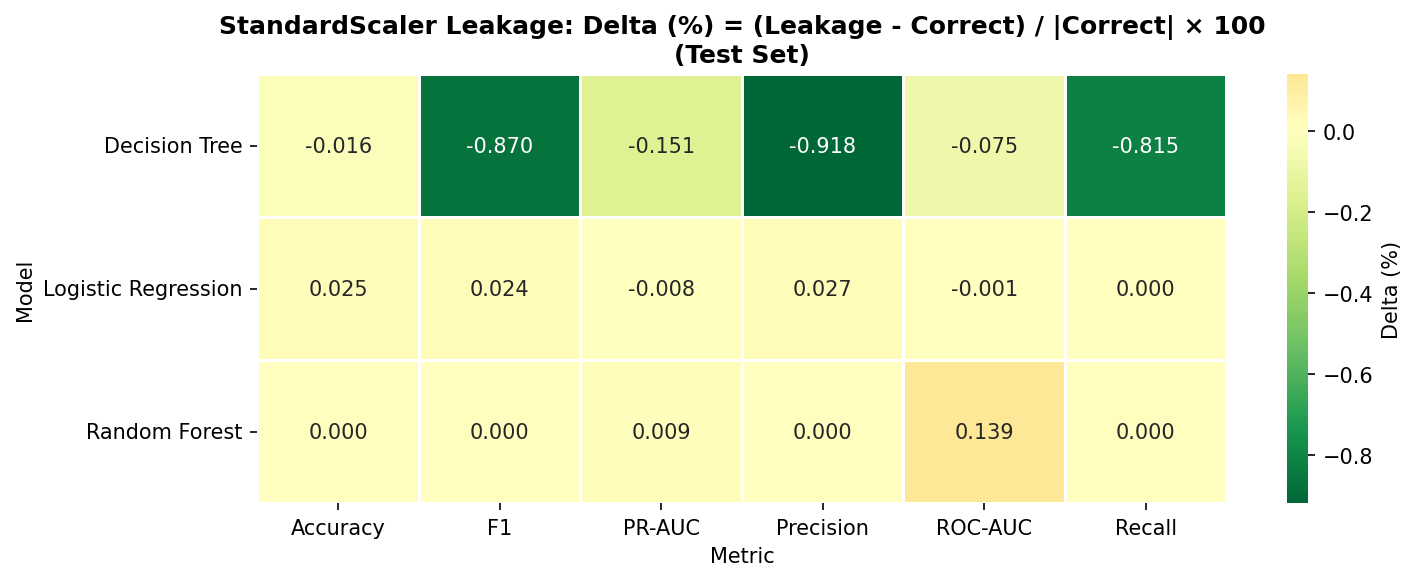 StandardScaler Leakage: Delta (%) = (Leakage - Correct) / |Correct| × 100
(Test Set)
Model
Decision Tree
-0.016
-0.870
-0.151
-0.918
-0.075
-0.815
Logistic Regression
0.025
0.024
-0.008
0.027
-0.001
0.000
Random Forest
0.000
0.000
0.009
0.000
0.139
0.000
Accuracy
F1
PR-AUC
Precision
ROC-AUC
Recall
Metric
0.0
−0.2
−0.4
−0.6
−0.8
Delta (%)